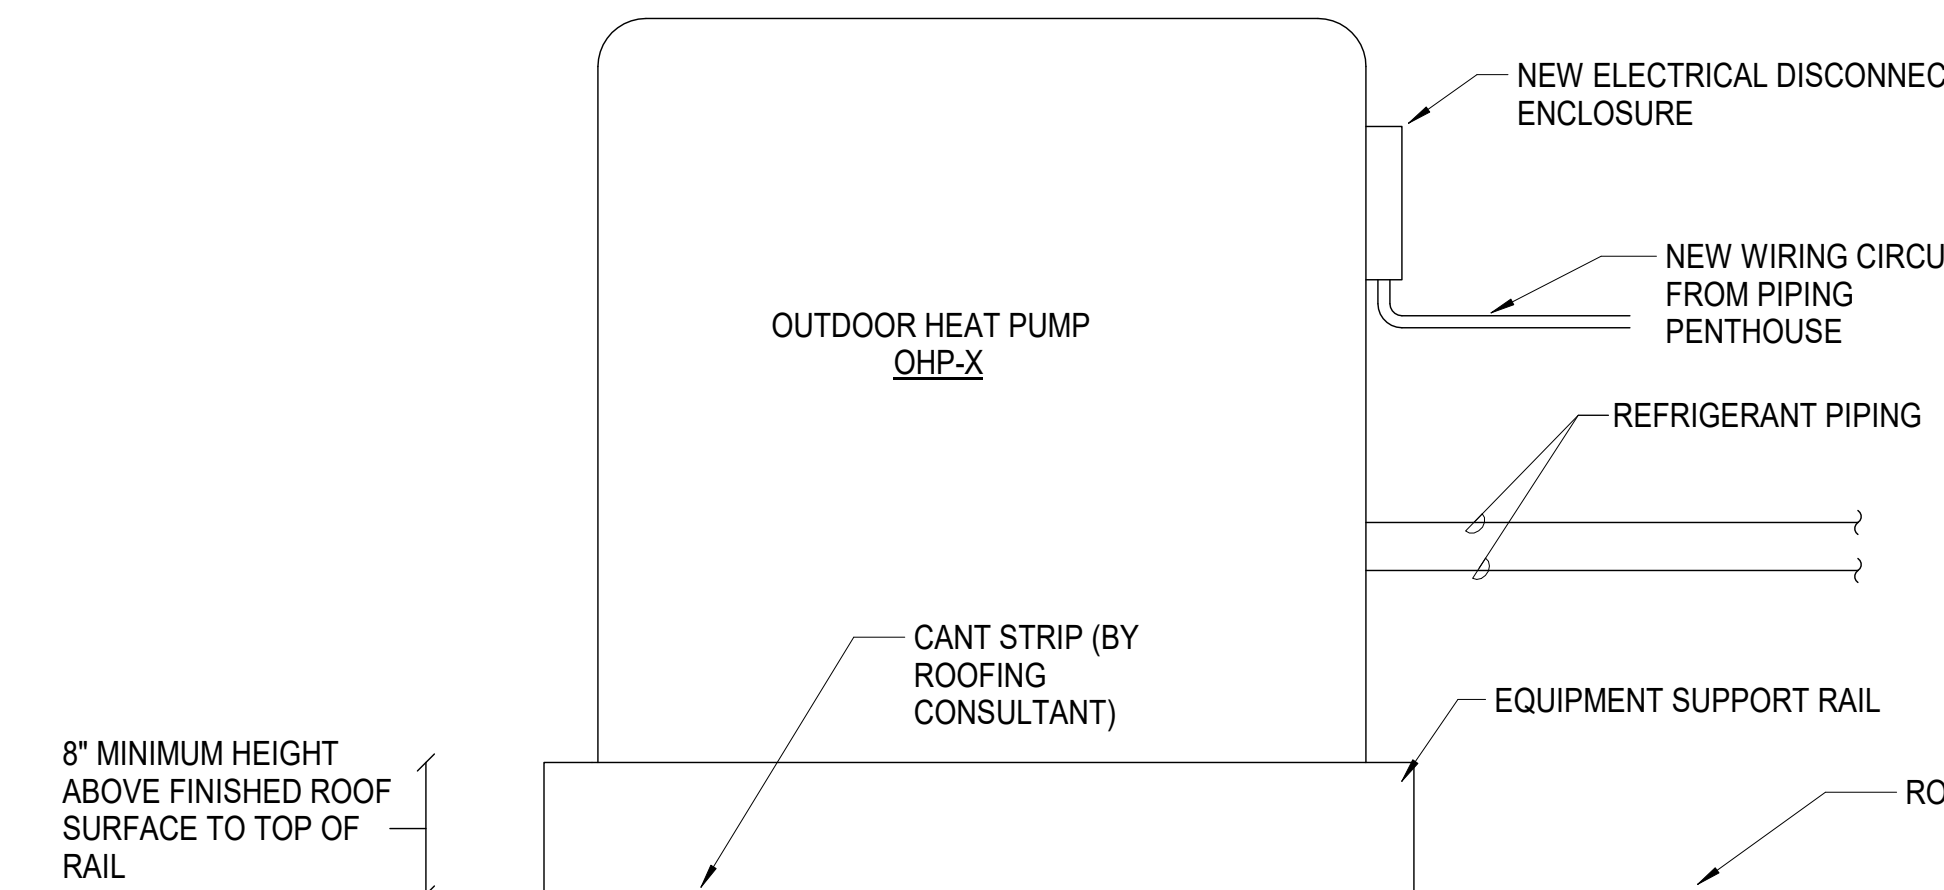 NEW ELECTRICAL DISCONNEC
ENCLOSURE
NEW WIRING CIRCU
FROM PIPING
PENTHOUSE
OUTDOOR HEAT PUMP
OHP-X
REFRIGERANT PIPING
CANT STRIP (BY
ROOFING
CONSULTANT)
EQUIPMENT SUPPORT RAIL
8" MINIMUM HEIGHT
ABOVE FINISHED ROOF
SURFACE TO TOP OF
RAIL
RO